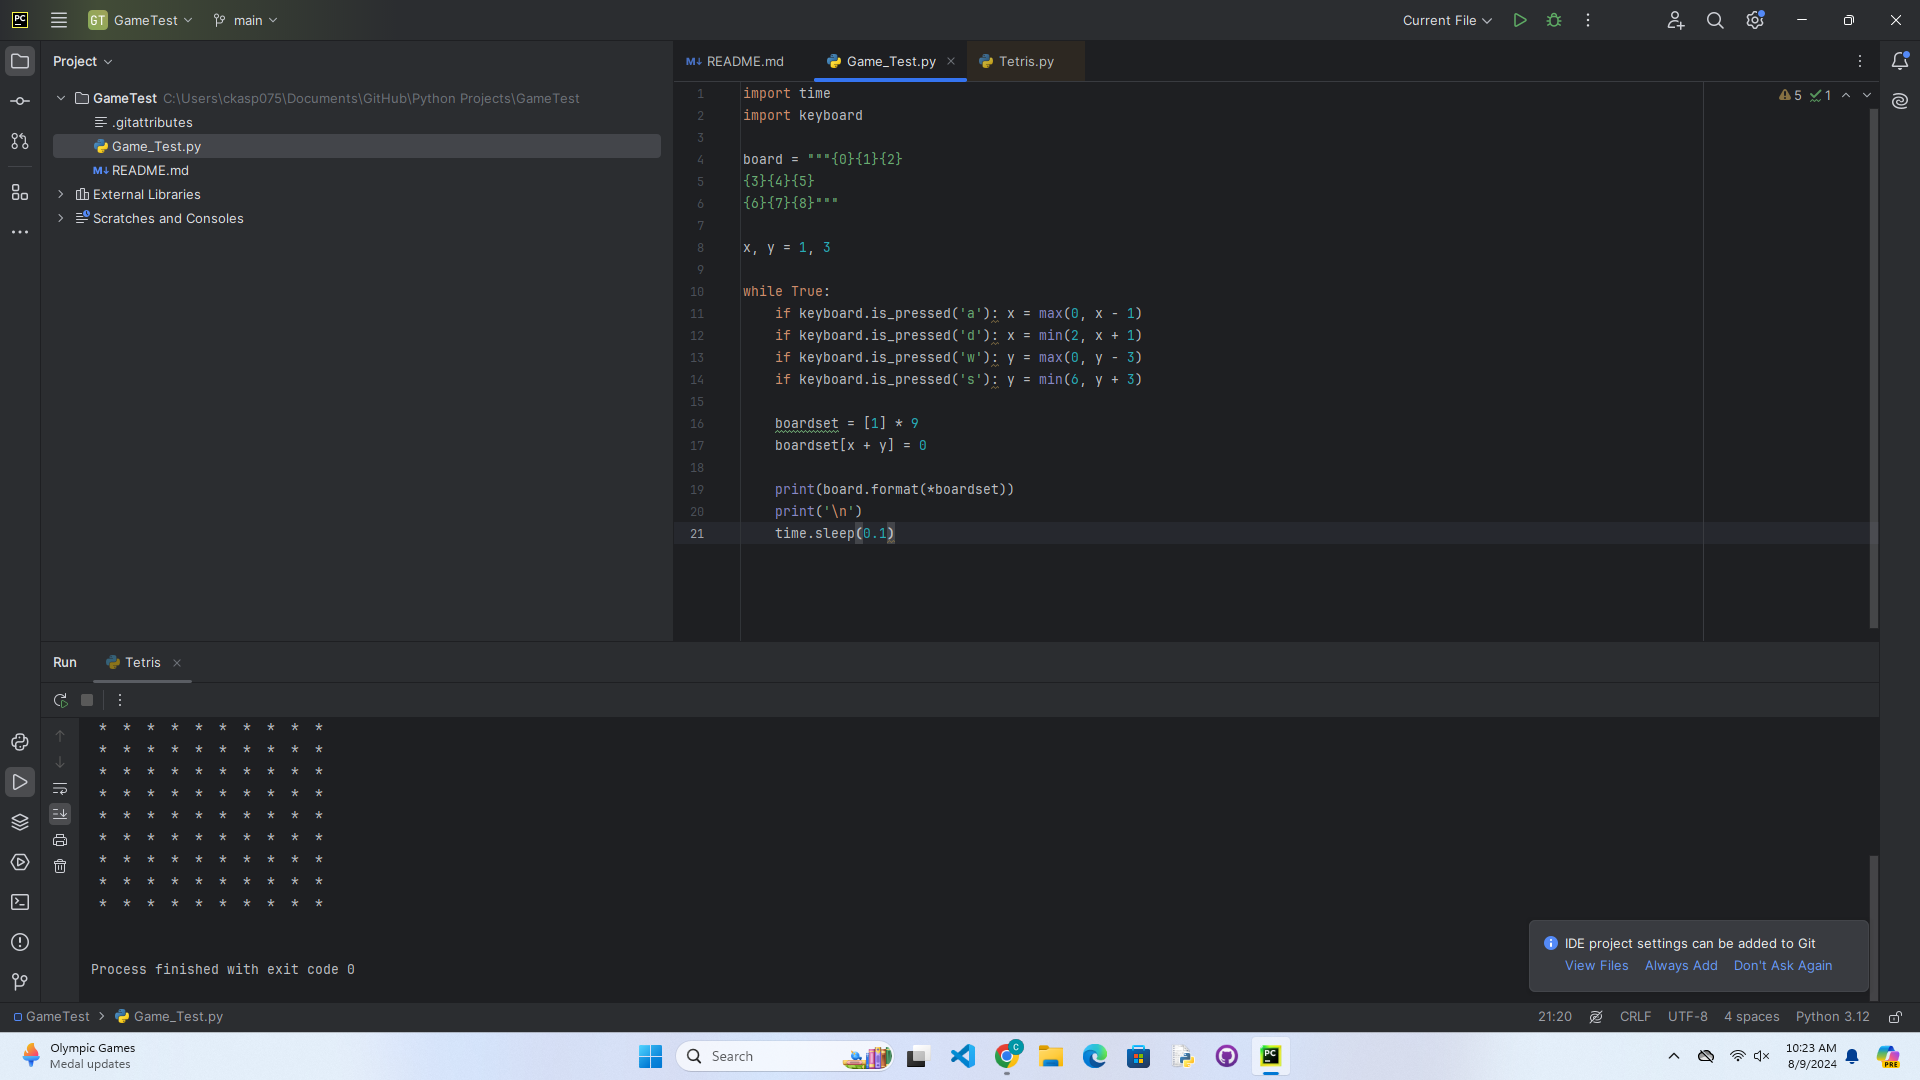 PC GT GameTest main Current File
Project
README.md Game_Test.py Tetris.py
GameTest C:\Users\ckasp075\Documents\GitHub\Python Projects\GameTest
.gitattributes
Game_Test.py
M↓ README.md
External Libraries
Scratches and Consoles
5 1
1 import time
2 import keyboard
3
4 board = """{0}{1}{2}
5 {3}{4}{5}
6 {6}{7}{8}"""
7
8 x, y = 1, 3
9
10 while True:
11 if keyboard.is_pressed('a'): x = max(0, x - 1)
12 if keyboard.is_pressed('d'): x = min(2, x + 1)
13 if keyboard.is_pressed('w'): y = max(0, y - 3)
14 if keyboard.is_pressed('s'): y = min(6, y + 3)
15
16 boardset = [1] * 9
17 boardset[x + y] = 0
18
19 print(board.format(*boardset))
20 print('\n')
21 time.sleep(0.1)
Run Tetris
* * * * * * * * * *
* * * * * * * * * *
* * * * * * * * * *
* * * * * * * * * *
* * * * * * * * * *
* * * * * * * * * *
* * * * * * * * * *
* * * * * * * * * *
* * * * * * * * * *
Process finished with exit code 0
IDE project settings can be added to Git
View Files Always Add Don't Ask Again
GameTest > Game_Test.py
21:20 CRLF UTF-8 4 spaces Python 3.12
Olympic Games
Medal updates
Search
C
PC
10:23 AM
8/9/2024
PRE